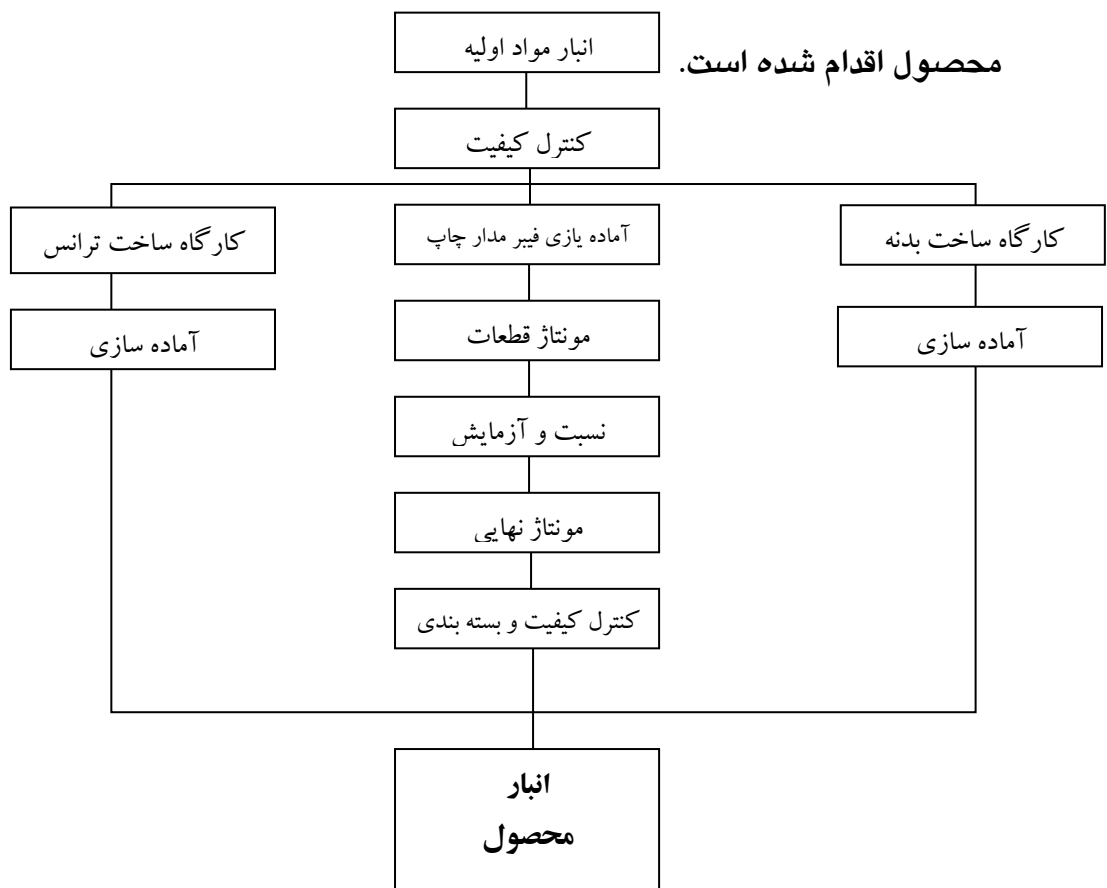 انبار مواد اولیه
محصول اقدام شده است.
کنترل کیفیت
کارگاه ساخت بدنه
آماده یازی فیبر مدار چاپ
کارگاه ساخت ترانس
آماده سازی
مونتاژ قطعات
آماده سازی
نسبت و آزمایش
مونتاژ نهایی
کنترل کیفیت و بسته بندی
انبار
محصول